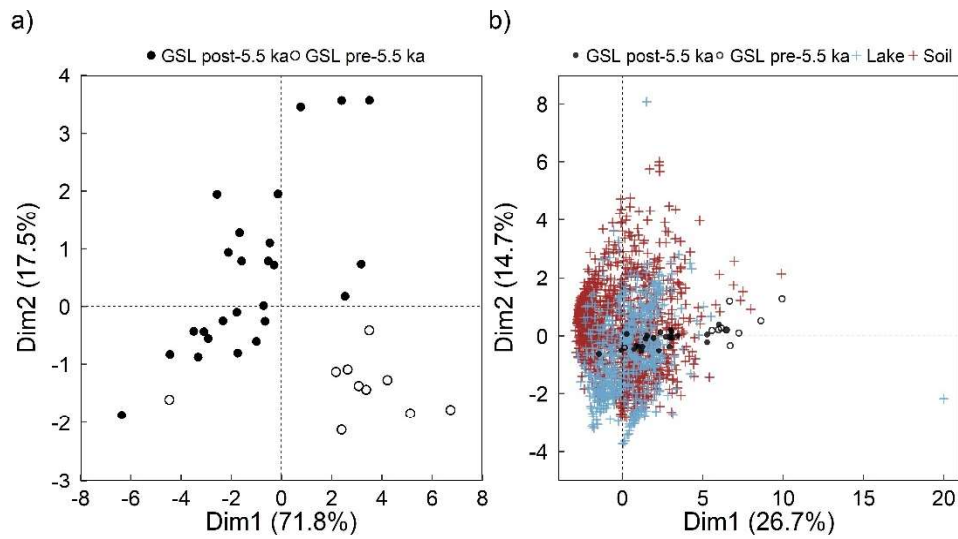 a)
● GSL post-5.5 ka ○ GSL pre-5.5 ka
4
3
2
1
0
-1
-2
-3
Dim2 (17.5%)
-8 -6 -4 -2 0 2 4 6 8
Dim1 (71.8%)
b)
● GSL post-5.5 ka ○ GSL pre-5.5 ka + Lake + Soil
8
6
4
2
0
-2
-4
Dim2 (14.7%)
0 5 10 15 20
Dim1 (26.7%)